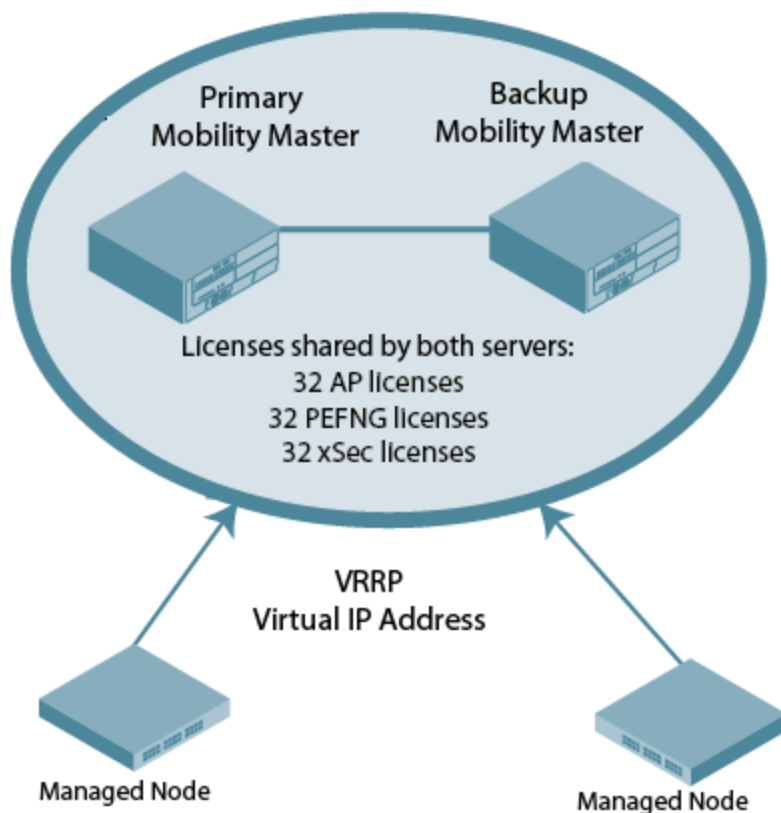 Primary
Mobility Master
Backup
Mobility Master
Licenses shared by both servers:
32 AP licenses
32 PEFNG licenses
32 xSec licenses
VRRP
Virtual IP Address
Managed Node
Managed Node